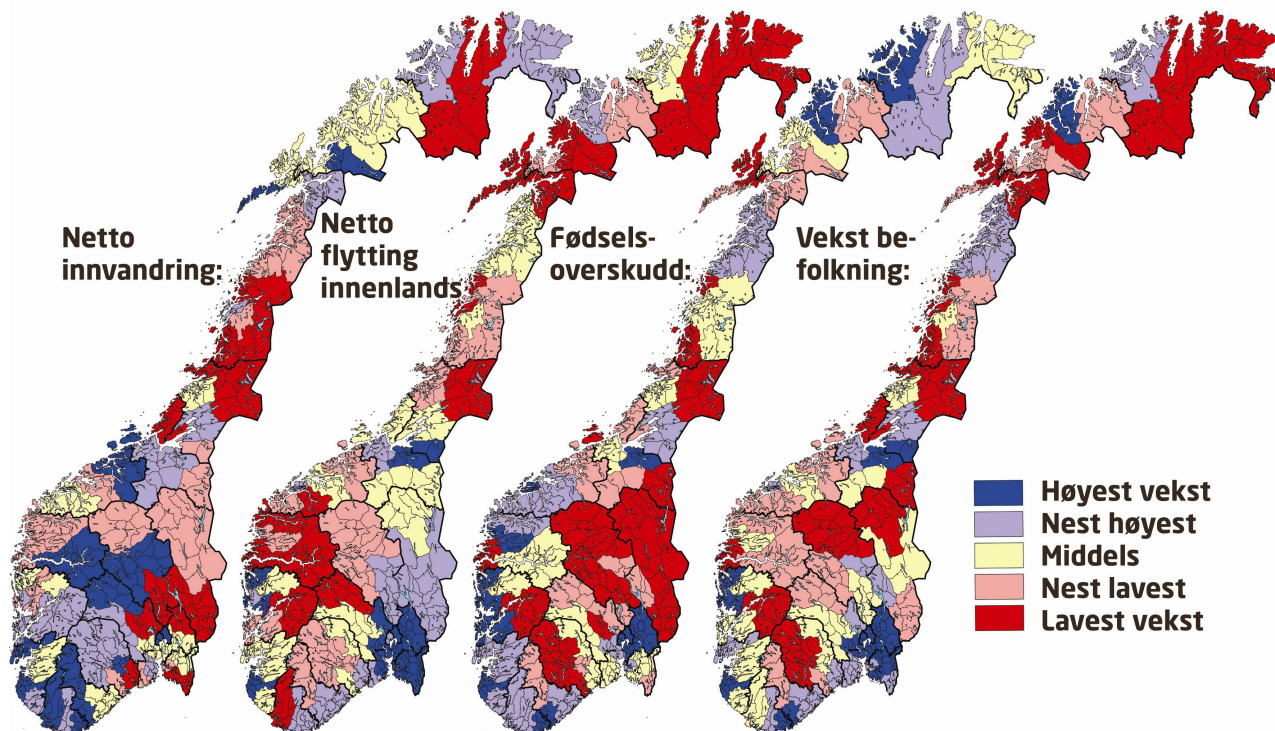 Netto
innvandring:
Netto
flytting
innenlands
Fødsels-
overskudd:
Vekst be-
folkning:
Høyest vekst
Nest høyest
Middels
Nest lavest
Lavest vekst